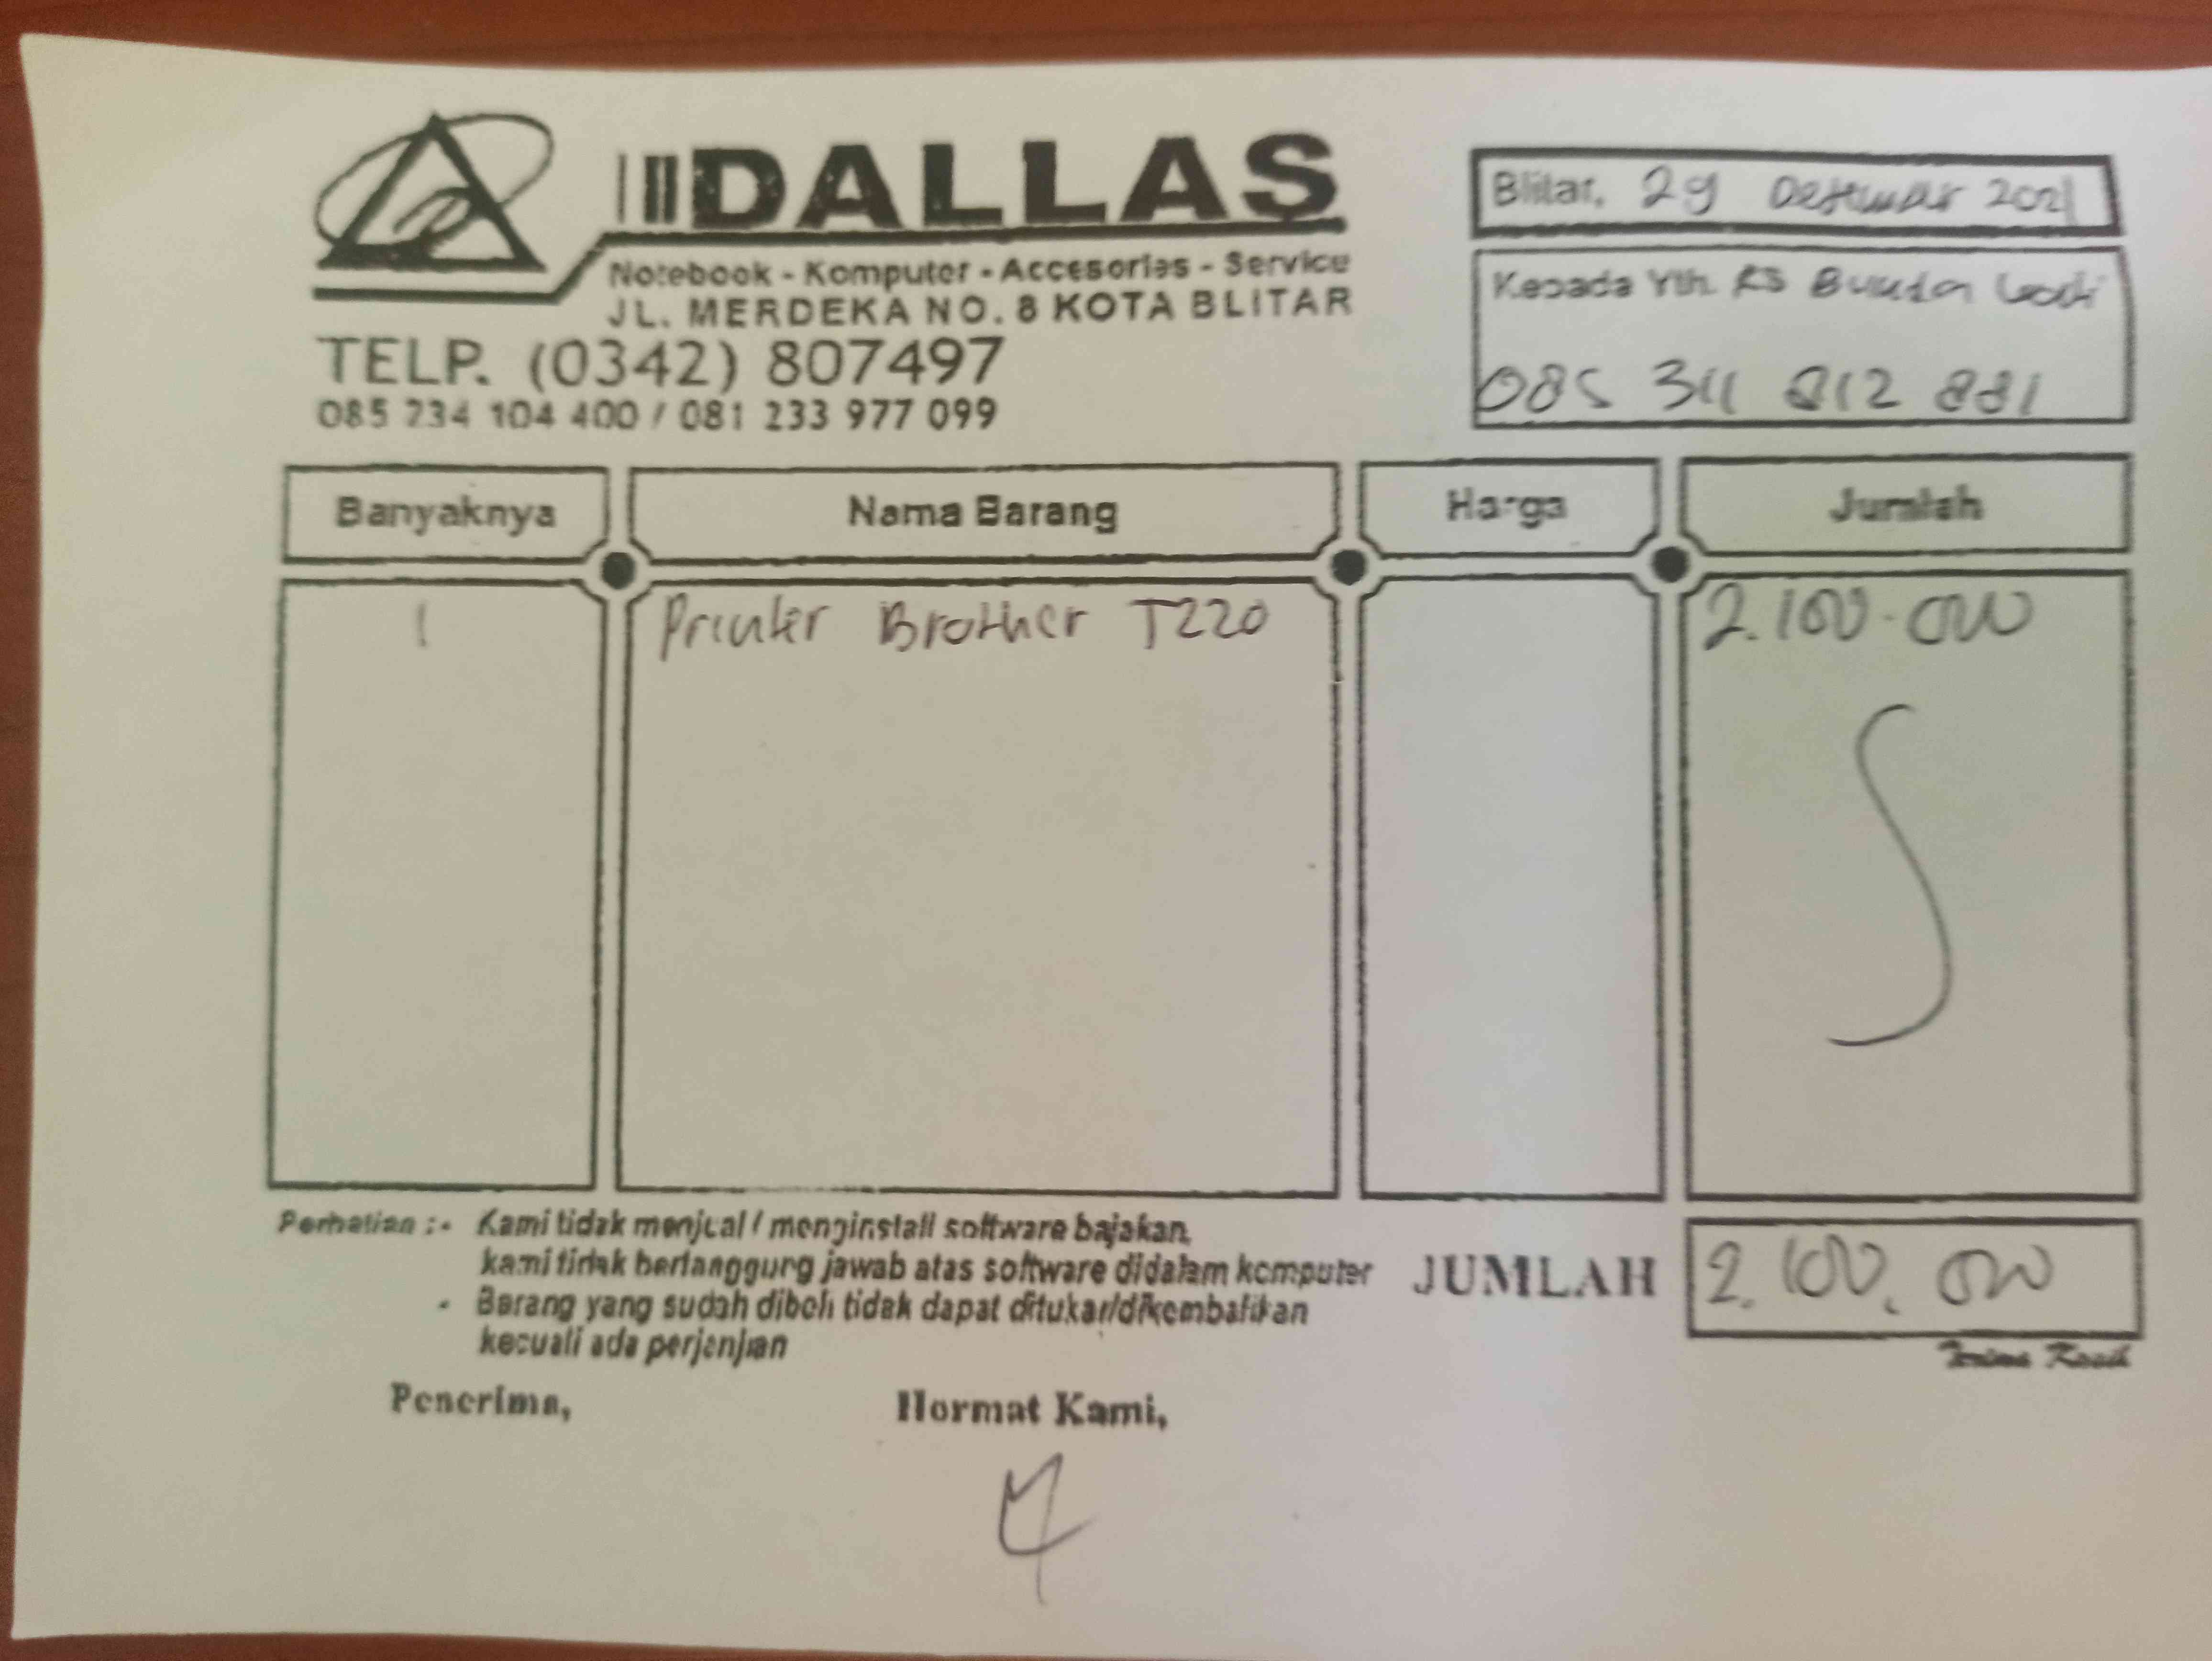 DALLAS
Notebook - Komputer - Accesories - Service
JL. MERDEKA NO. 8 KOTA BLITAR
TELP. (0342) 807497
085 234 104 400 / 081 233 977 099
Blitar, 29 Desember 2021
Kepada Yth. RS Bunda
085 311 812 881
Banyaknya Nama Barang Harga Jumlah
1 Printer Brother T220 2.100.000
Perhatian : - Kami tidak menjual / menginstall software bajakan,
kami tidak bertanggung jawab atas software didalam komputer
- Barang yang sudah dibeli tidak dapat ditukar/dikembalikan
kecuali ada perjanjian
JUMLAH 2.100.000
Terima Kasih
Penerima, Hormat Kami,